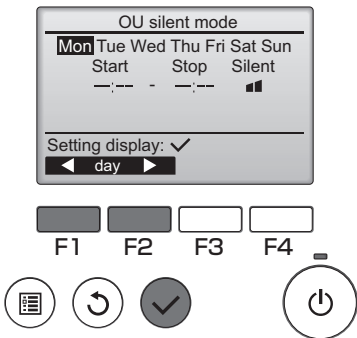 OU silent mode
Mon Tue Wed Thu Fri Sat Sun
Start Stop Silent
--:-- - --:--
Setting display: ✓
◀ day ▶
F1 F2 F3 F4